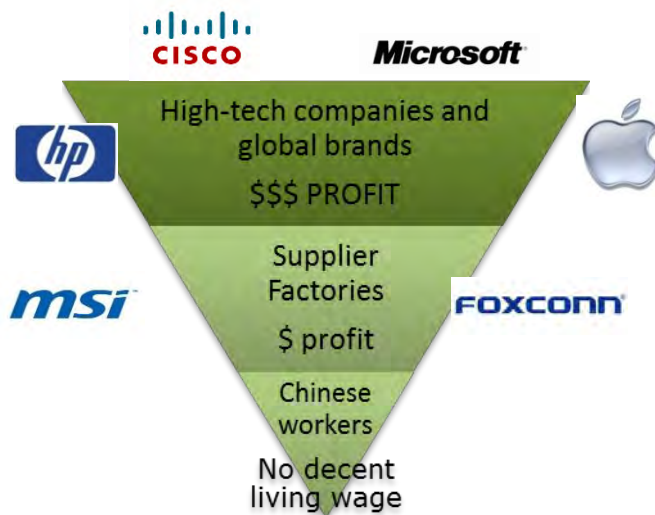 CISCO
Microsoft
High-tech companies and
global brands
hp
$$$ PROFIT
Supplier
Factories
msi
FOXCONN
$ profit
Chinese
workers
No decent
living wage